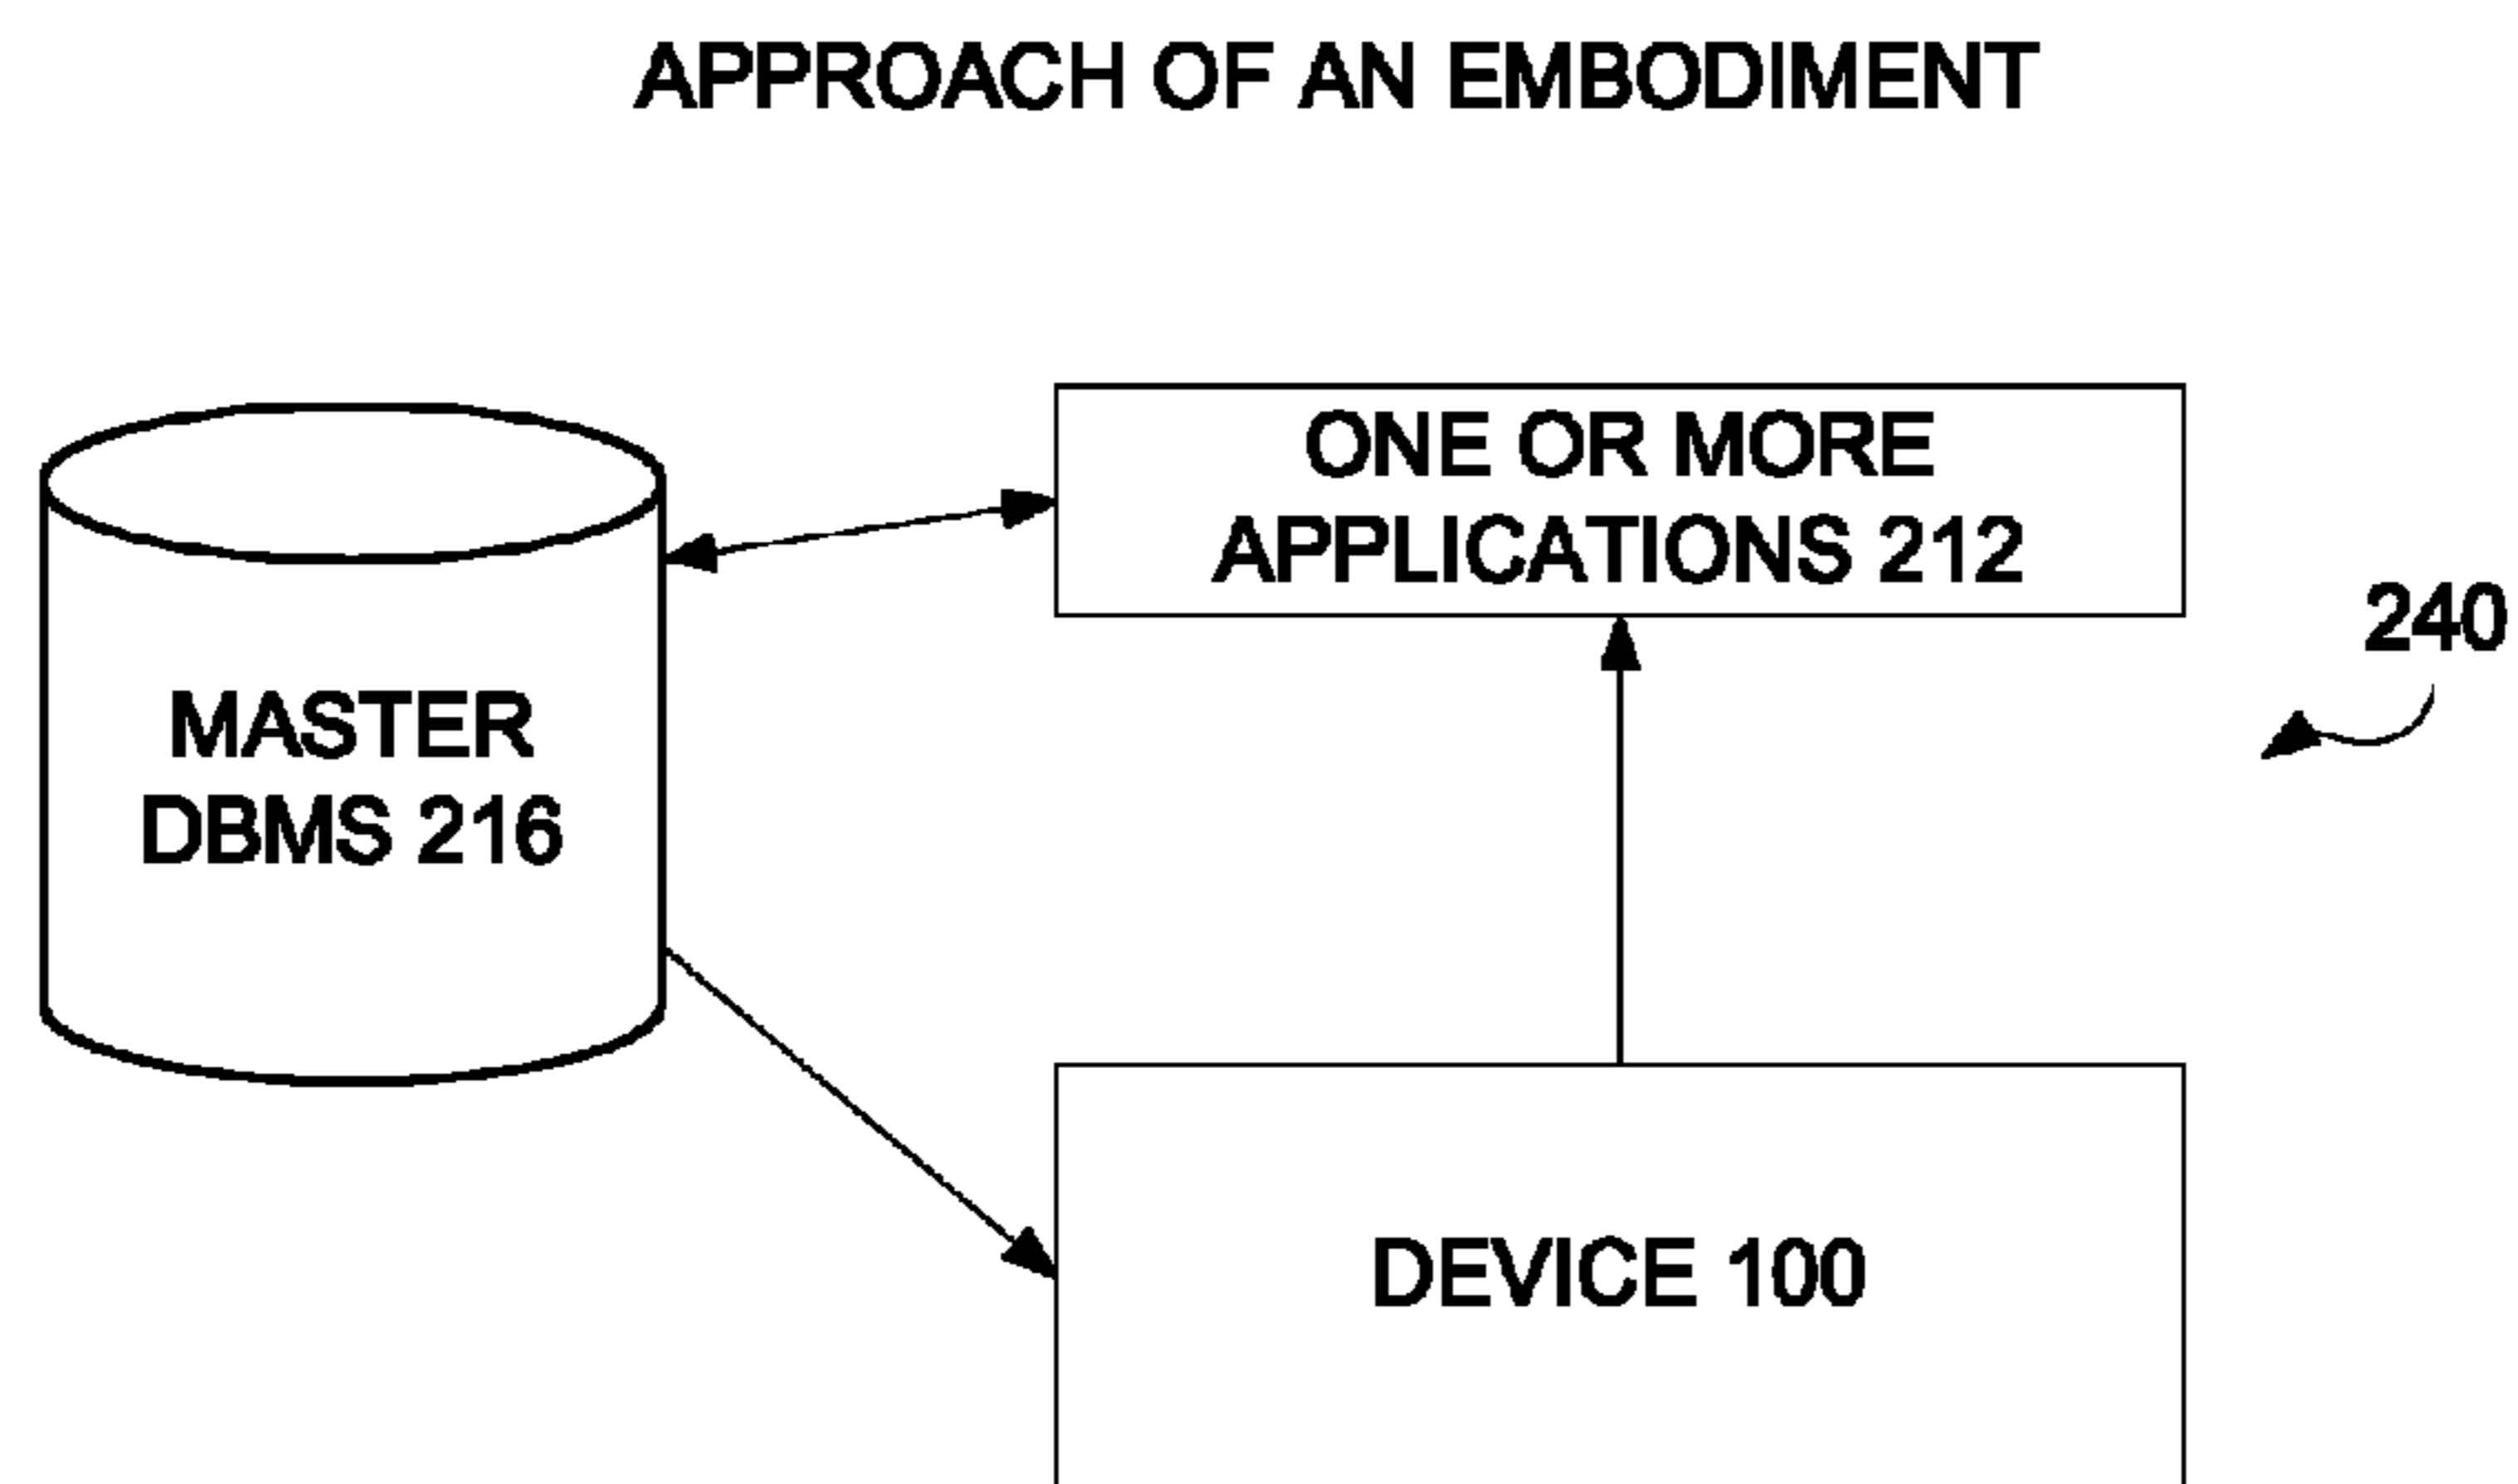 APPROACH OF AN EMBODIMENT
ONE OR MORE
APPLICATIONS 212
240
MASTER
DBMS 216
DEVICE 100